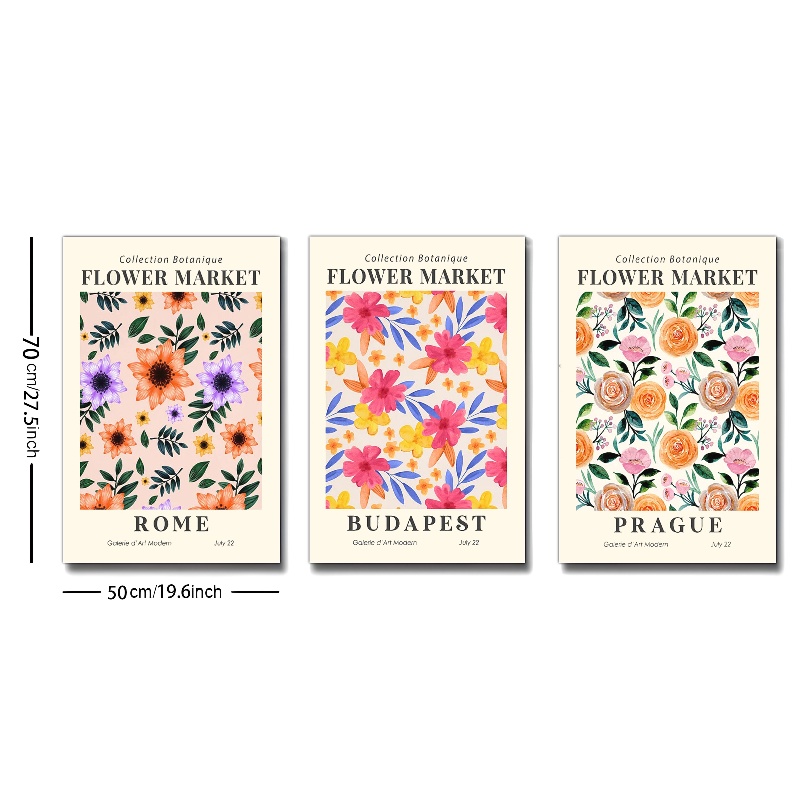 Collection Botanique
FLOWER MARKET
ROME
Galerie d'Art Modern July 22
Collection Botanique
FLOWER MARKET
BUDAPEST
Galerie d'Art Modern July 22
Collection Botanique
FLOWER MARKET
PRAGUE
Galerie d'Art Modern July 22
70cm/27.5inch
50cm/19.6inch